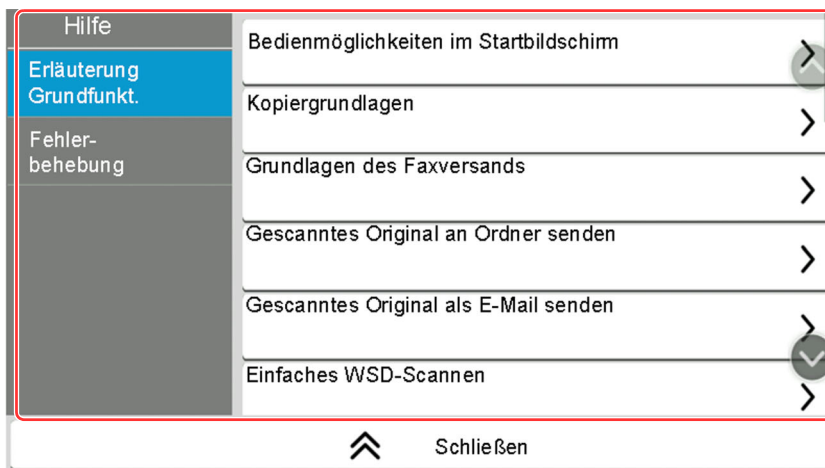 Hilfe
Erläuterung
Grundfunkt.
Fehler-
behebung
Bedienmöglichkeiten im Startbildschirm
Kopiergrundlagen
Grundlagen des Faxversands
Gescanntes Original an Ordner senden
Gescanntes Original als E-Mail senden
Einfaches WSD-Scannen
Schließen